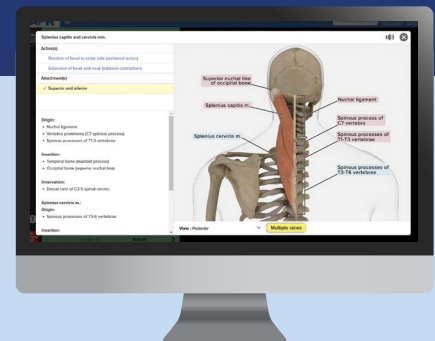 Splenius capitis and cervicis mm.
Action(s)
Rotation of head to same side (unilateral action)
Extension of head and neck (bilateral contraction)
Attachment(s)
✓ Superior and inferior
Origin:
• Nuchal ligament
• Vertebra prominens (C7 spinous process)
• Spinous processes of T1-3 vertebrae
Insertion:
• Temporal bone (mastoid process)
• Occipital bone (superior nuchal line)
Innervation:
• Dorsal rami of C3-5 spinal nerves
Splenius cervicis m.:
Origin:
• Spinous processes of T3-6 vertebrae
Insertion:
Superior nuchal line
of occipital bone
Splenius capitis m.
Splenius cervicis m.
Nuchal ligament
Spinous process of
C7 vertebra
Spinous processes of
T1-T3 vertebrae
Spinous processes of
T3-T6 vertebrae
View : Posterior
Multiple views